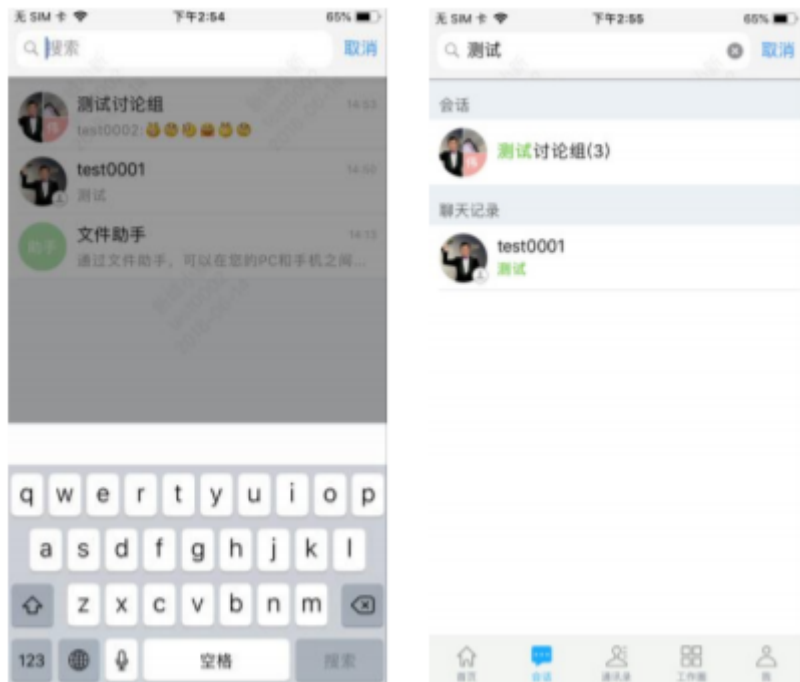 无 SIM 卡 下午2:54 65%
搜索 取消
测试讨论组 14:53
test0002:
test0001 14:50
测试
助手
文件助手 14:13
通过文件助手，可以在您的PC和手机之间...
q w e r t y u i o p
a s d f g h j k l
z x c v b n m
123 空格 搜索
无 SIM 卡 下午2:55 65%
测试 取消
会话
测试讨论组(3)
聊天记录
test0001
测试
首页 会话 通讯录 工作圈 我